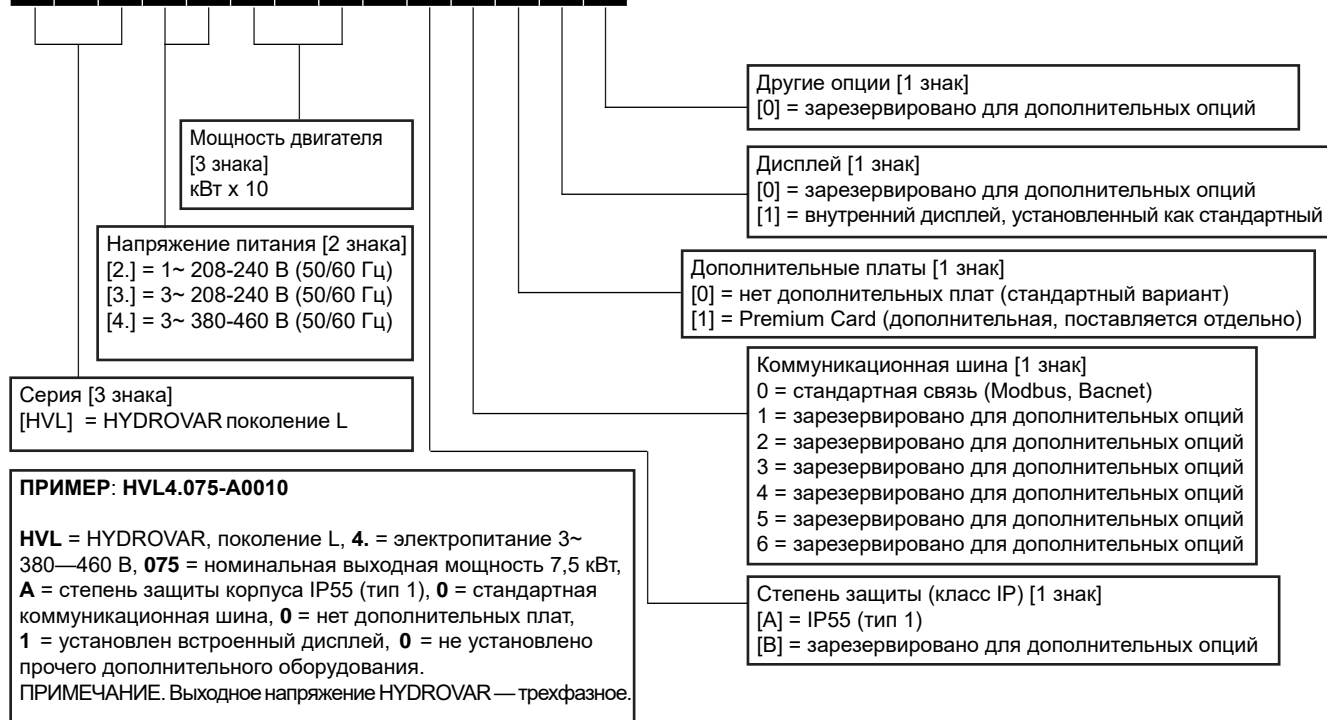 Другие опции [1 знак]
[0] = зарезервировано для дополнительных опций
Мощность двигателя
[3 знака]
кВт x 10
Дисплей [1 знак]
[0] = зарезервировано для дополнительных опций
[1] = внутренний дисплей, установленный как стандартный
Напряжение питания [2 знака]
[2.] = 1~ 208-240 В (50/60 Гц)
[3.] = 3~ 208-240 В (50/60 Гц)
[4.] = 3~ 380-460 В (50/60 Гц)
Дополнительные платы [1 знак]
[0] = нет дополнительных плат (стандартный вариант)
[1] = Premium Card (дополнительная, поставляется отдельно)
Коммуникационная шина [1 знак]
0 = стандартная связь (Modbus, Bacnet)
1 = зарезервировано для дополнительных опций
2 = зарезервировано для дополнительных опций
3 = зарезервировано для дополнительных опций
4 = зарезервировано для дополнительных опций
5 = зарезервировано для дополнительных опций
6 = зарезервировано для дополнительных опций
Серия [3 знака]
[HVL] = HYDROVAR поколение L
ПРИМЕР: HVL4.075-A0010
HVL = HYDROVAR, поколение L, 4. = электропитание 3~
380—460 В, 075 = номинальная выходная мощность 7,5 кВт,
A = степень защиты корпуса IP55 (тип 1), 0 = стандартная
коммуникационная шина, 0 = нет дополнительных плат,
1 = установлен встроенный дисплей, 0 = не установлено
прочего дополнительного оборудования.
ПРИМЕЧАНИЕ. Выходное напряжение HYDROVAR — трехфазное.
Степень защиты (класс IP) [1 знак]
[A] = IP55 (тип 1)
[B] = зарезервировано для дополнительных опций